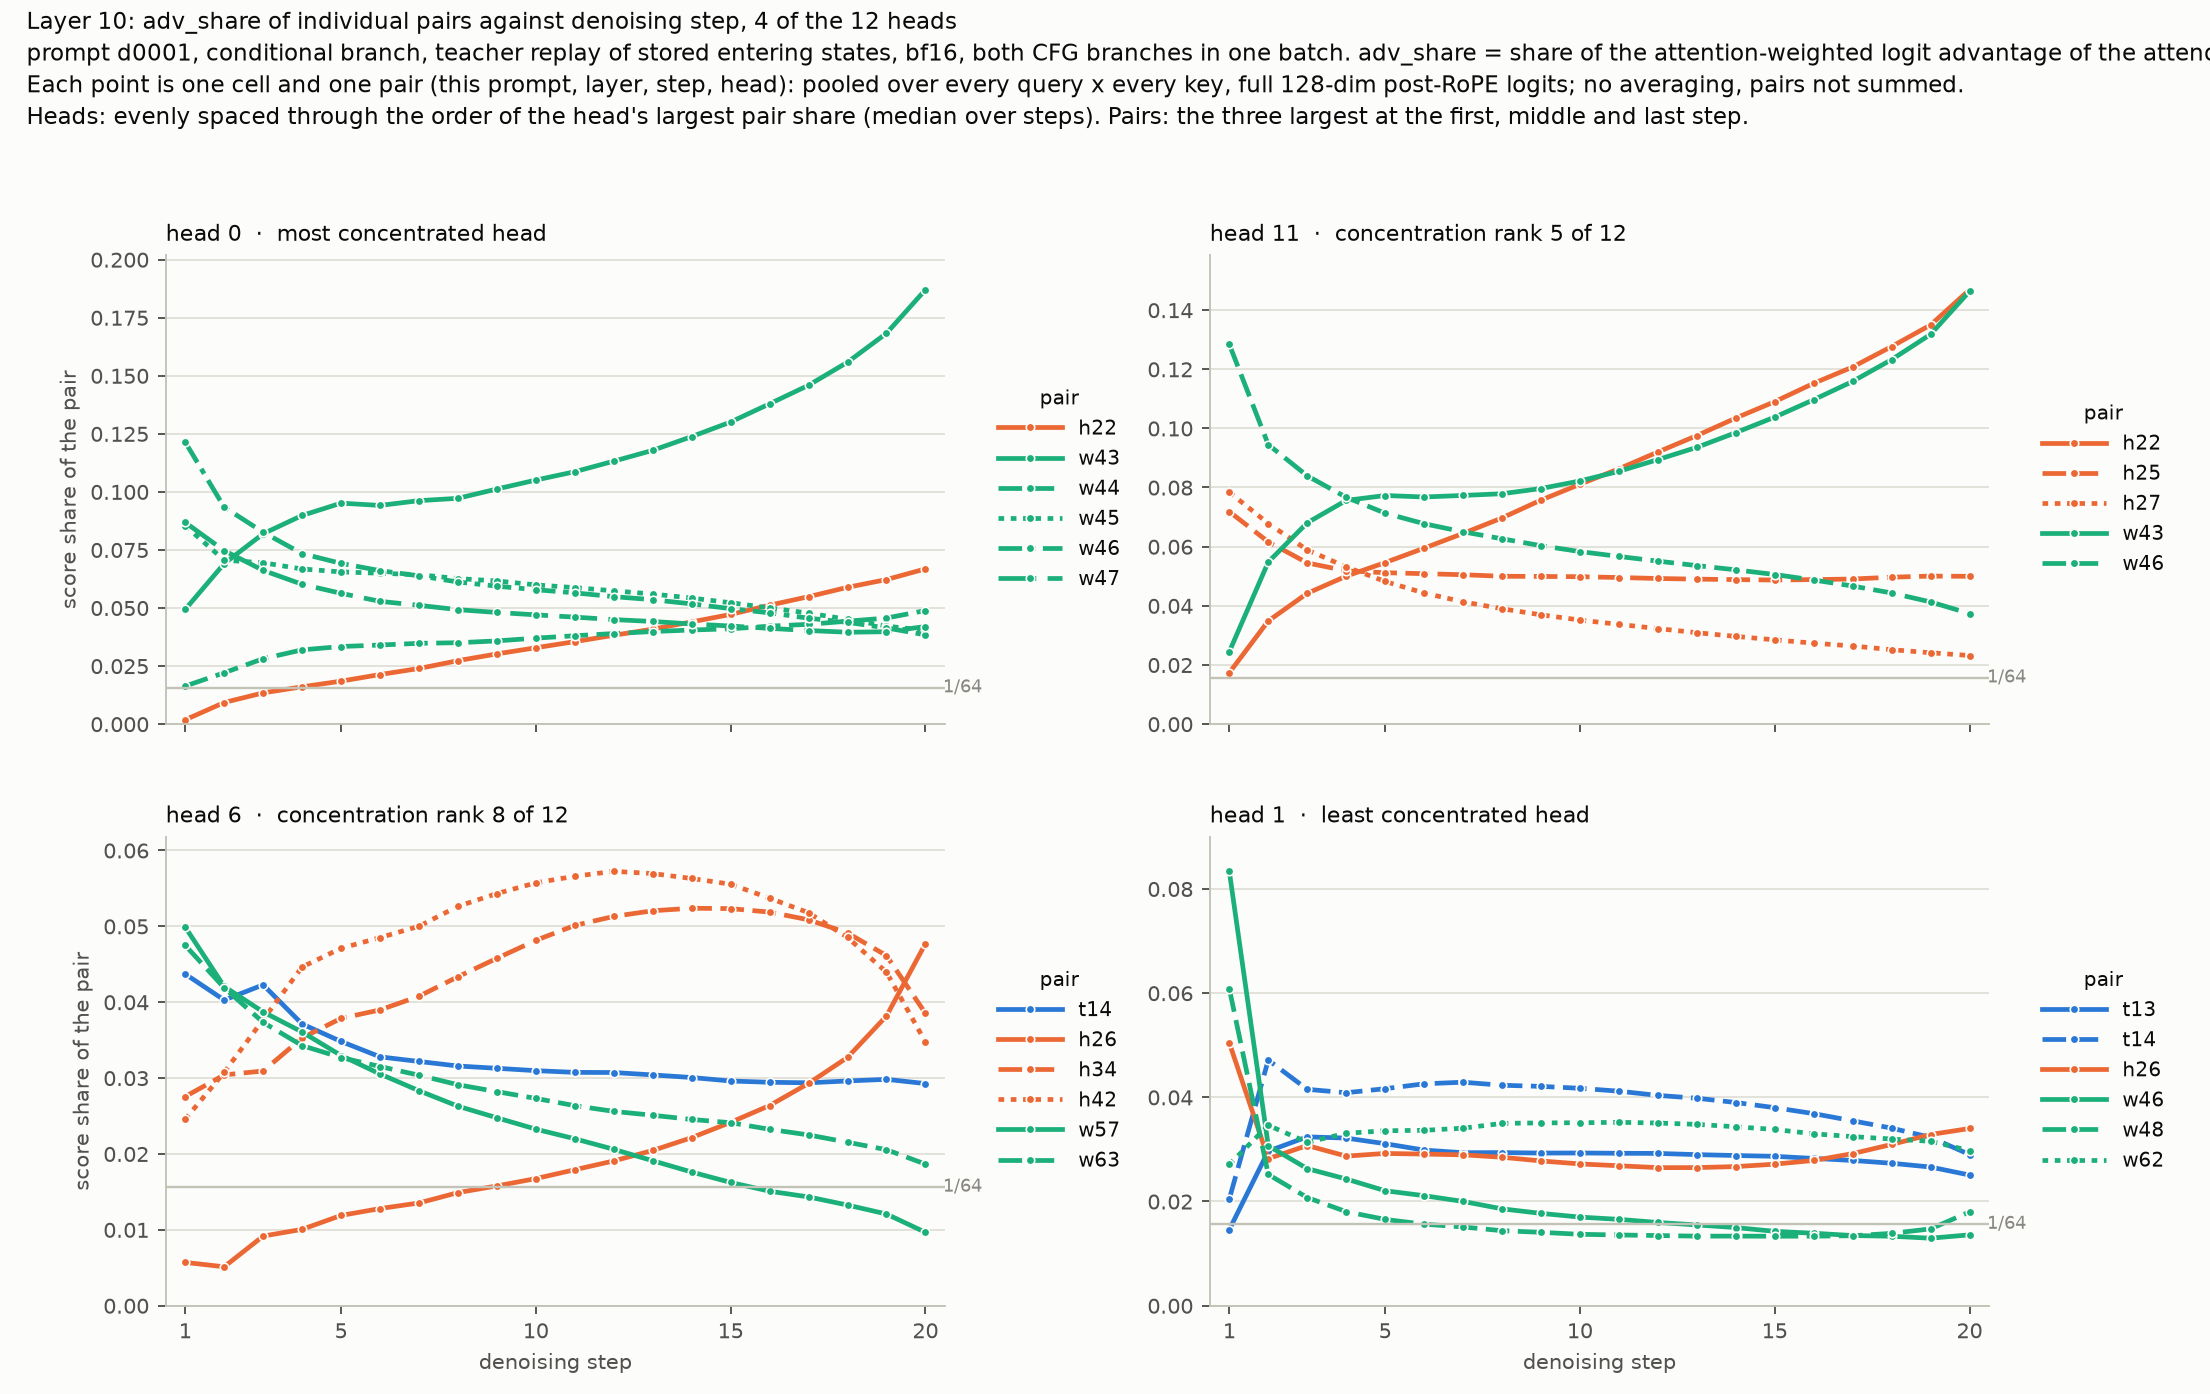 Layer 10: adv_share of individual pairs against denoising step, 4 of the 12 heads
prompt d0001, conditional branch, teacher replay of stored entering states, bf16, both CFG branches in one batch. adv_share = share of the attention-weighted logit advantage of the
Each point is one cell and one pair (this prompt, layer, step, head): pooled over every query x every key, full 128-dim post-RoPE logits; no averaging, pairs not summed.
Heads: evenly spaced through the order of the head's largest pair share (median over steps). Pairs: the three largest at the first, middle and last step.
head 0 · most concentrated head
score share of the pair
0.200
0.175
0.150
0.125
0.100
0.075
0.050
0.025
0.000
1/64
pair
h22
w43
w44
w45
w46
w47
head 11 · concentration rank 5 of 12
0.14
0.12
0.10
0.08
0.06
0.04
0.02
0.00
1/64
pair
h22
h25
h27
w43
w46
head 6 · concentration rank 8 of 12
score share of the pair
0.06
0.05
0.04
0.03
0.02
0.01
0.00
1/64
1 5 10 15 20
denoising step
pair
t14
h26
h34
h42
w57
w63
head 1 · least concentrated head
0.08
0.06
0.04
0.02
0.00
1/64
1 5 10 15 20
denoising step
pair
t13
t14
h26
w46
w48
w62